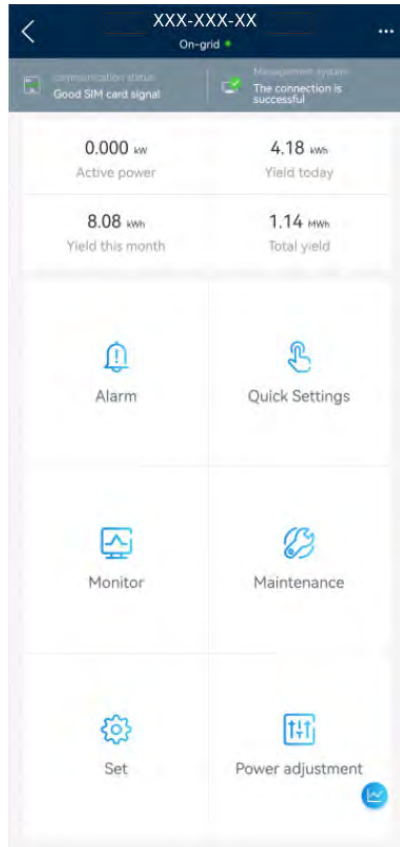 XXX-XXX-XX
On-grid
communication status
Good SIM card signal
Management system
The connection is
successful
0.000 kW
Active power
4.18 kWh
Yield today
8.08 kWh
Yield this month
1.14 MWh
Total yield
Alarm
Quick Settings
Monitor
Maintenance
Set
Power adjustment